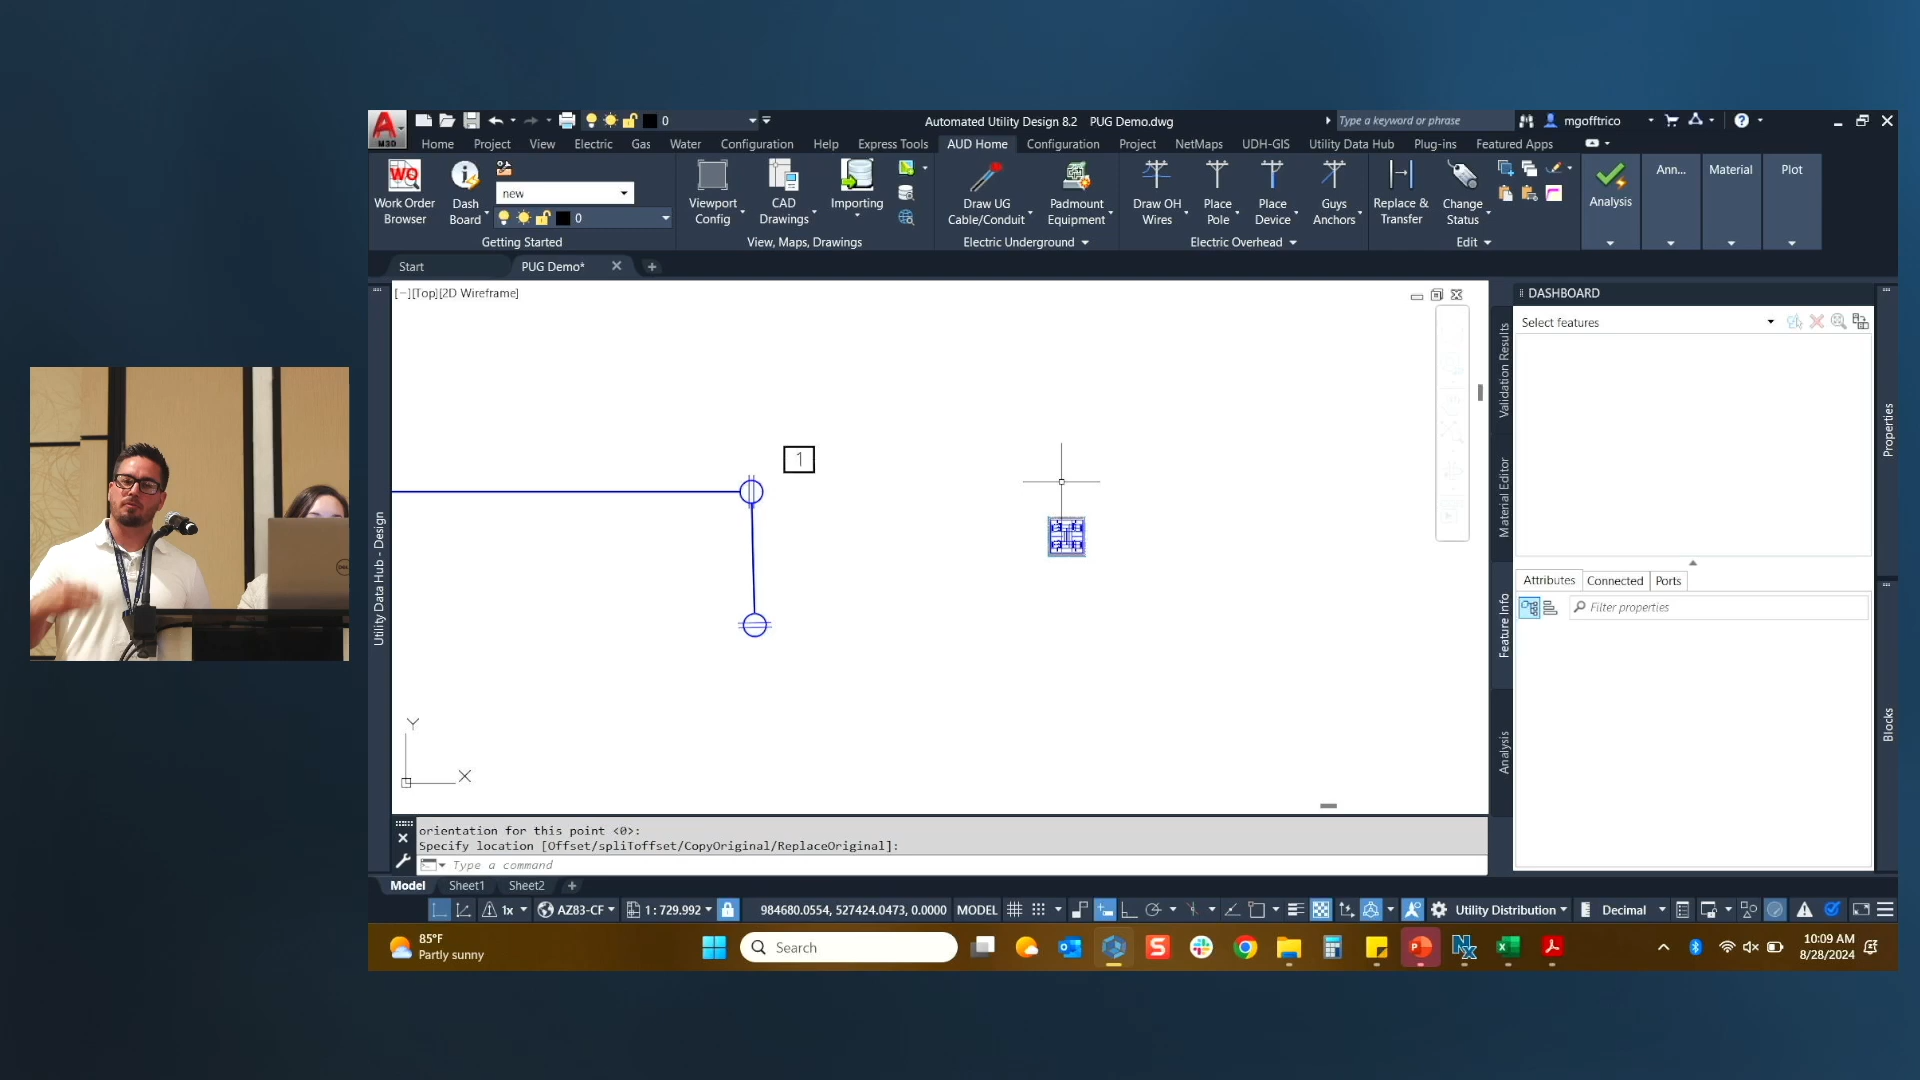 Automated Utility Design 8.2 PUG Demo.dwg
0
Type a keyword or phrase
mgofftrico
M3D
Home Project View Electric Gas Water Configuration Help Express Tools AUD Home Configuration Project NetMaps UDH-GIS Utility Data Hub Plug-ins Featured Apps
WO
Work Order Browser
Dash Board
new
0
Getting Started
Viewport Config
CAD Drawings
Importing
View, Maps, Drawings
Draw UG Cable/Conduit
Padmount Equipment
Electric Underground
Draw OH Wires
Place Pole
Place Device
Guys Anchors
Electric Overhead
Replace & Transfer
Change Status
Edit
Analysis
Ann...
Material
Plot
Start
PUG Demo*
[−][Top][2D Wireframe]
1
Y
X
Utility Data Hub - Design
Validation Results
Material Editor
Feature Info
Analysis
DASHBOARD
Select features
Attributes Connected Ports
Filter properties
Properties
Blocks
orientation for this point <0>:
Specify location [Offset/spliToffset/CopyOriginal/ReplaceOriginal]:
Type a command
Model Sheet1 Sheet2
1x
AZ83-CF
1 : 729.992
984680.0554, 527424.0473, 0.0000
MODEL
Utility Distribution
Decimal
85°F
Partly sunny
Search
10:09 AM
8/28/2024